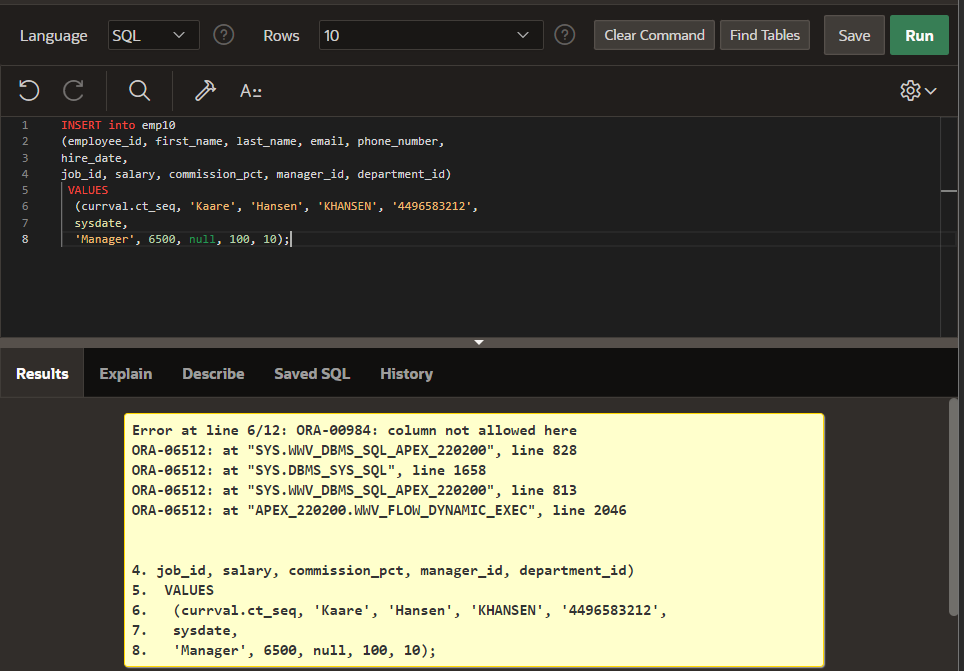 Language SQL Rows 10 Clear Command Find Tables Save Run
A::
1 INSERT into emp10
2 (employee_id, first_name, last_name, email, phone_number,
3 hire_date,
4 job_id, salary, commission_pct, manager_id, department_id)
5 VALUES
6 (currval.ct_seq, 'Kaare', 'Hansen', 'KHANSEN', '4496583212',
7 sysdate,
8 'Manager', 6500, null, 100, 10);
Results Explain Describe Saved SQL History
Error at line 6/12: ORA-00984: column not allowed here
ORA-06512: at "SYS.WWV_DBMS_SQL_APEX_220200", line 828
ORA-06512: at "SYS.DBMS_SYS_SQL", line 1658
ORA-06512: at "SYS.WWV_DBMS_SQL_APEX_220200", line 813
ORA-06512: at "APEX_220200.WWV_FLOW_DYNAMIC_EXEC", line 2046
4. job_id, salary, commission_pct, manager_id, department_id)
5. VALUES
6. (currval.ct_seq, 'Kaare', 'Hansen', 'KHANSEN', '4496583212',
7. sysdate,
8. 'Manager', 6500, null, 100, 10);